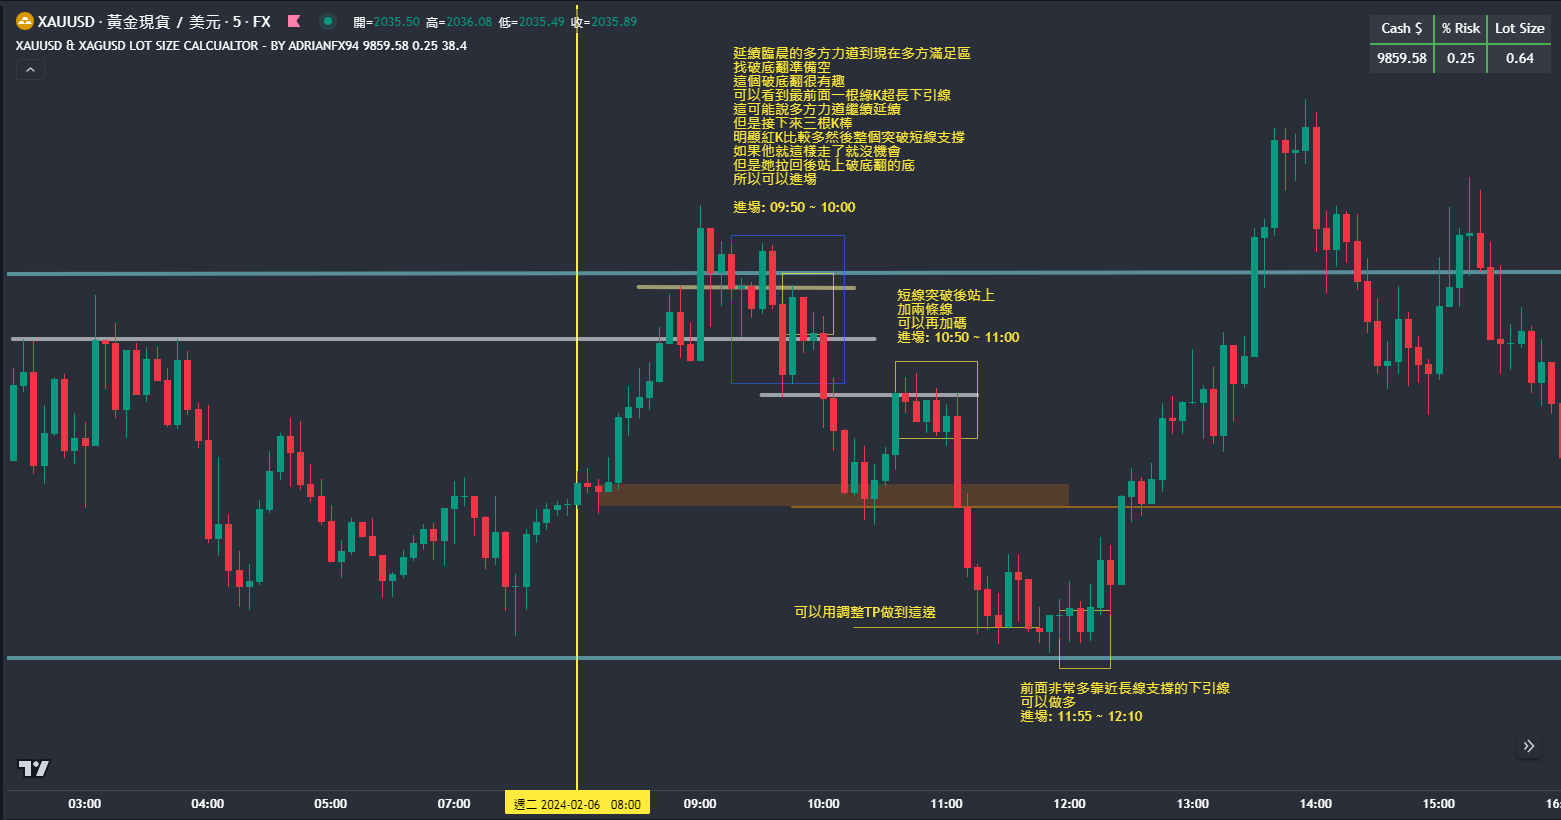 XAUUSD · 黃金現貨 / 美元 · 5 · FX 開=2035.50 高=2036.08 低=2035.49 收=2035.89
XAUUSD & XAGUSD LOT SIZE CALCUALTOR - BY ADRIANFX94 9859.58 0.25 38.4
Cash $ % Risk Lot Size
9859.58 0.25 0.64
延續臨晨的多方力道到現在多方滿足區
找破底翻準備空
這個破底翻很有趣
可以看到最前面一根綠K超長下引線
這可能說多方力道繼續延續
但是接下來三根K棒
明顯紅K比較多然後整個突破短線支撐
如果他就這樣走了就沒機會
但是她拉回後站上破底翻的底
所以可以進場
進場: 09:50 ~ 10:00
短線突破後站上
加兩條線
可以再加碼
進場: 10:50 ~ 11:00
可以用調整TP做到這邊
前面非常多靠近長線支撐的下引線
可以做多
進場: 11:55 ~ 12:10
03:00 04:00 05:00 07:00 週二 2024-02-06 08:00 09:00 10:00 11:00 12:00 13:00 14:00 15:00 16: